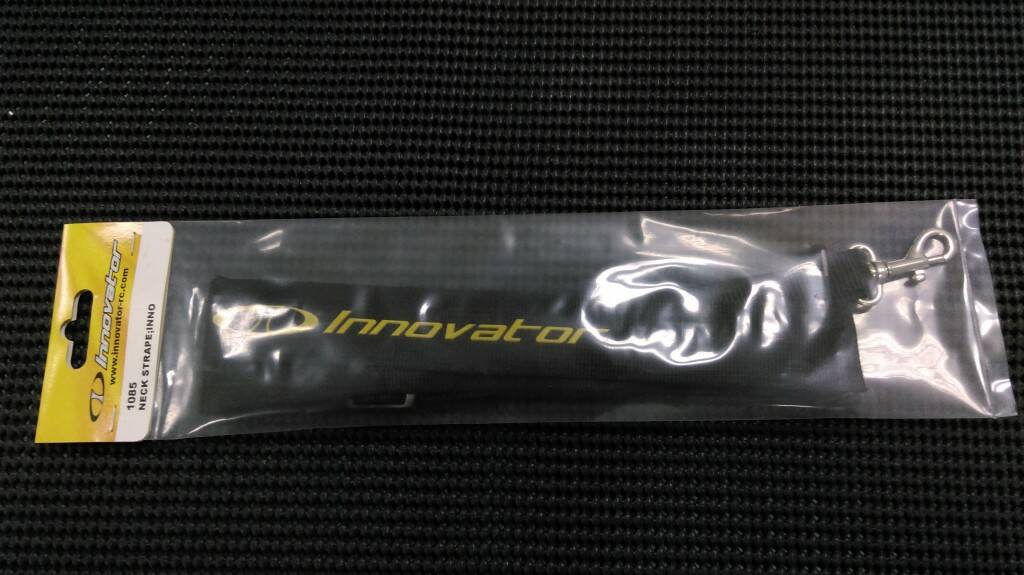 Innovator
www.innovator-rc.com
1085
NECK STRAPE;INNO
Innovator